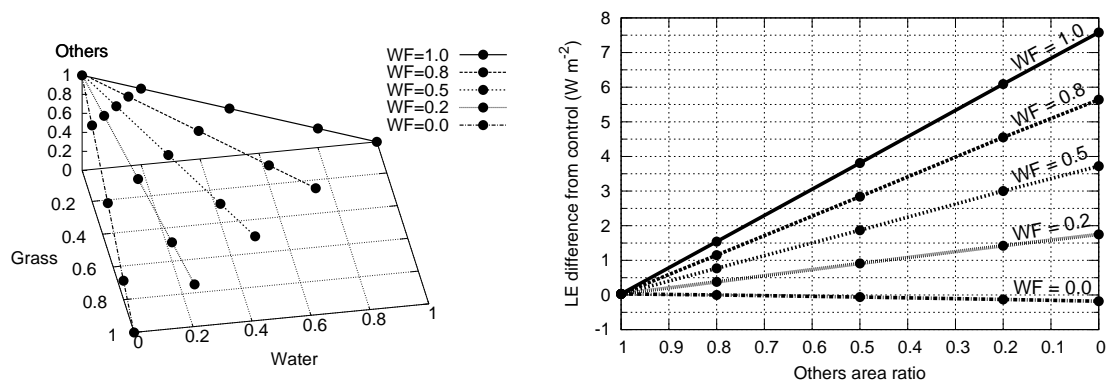 Others
1
0.8
0.6
0.4
0.2
0
0.2
0.4
0.6
0.8
1
Grass
0
0.2
0.4
0.6
0.8
1
Water
WF=1.0
WF=0.8
WF=0.5
WF=0.2
WF=0.0
LE difference from control (W m-2)
8
7
6
5
4
3
2
1
0
-1
WF = 1.0
WF = 0.8
WF = 0.5
WF = 0.2
WF = 0.0
1 0.9 0.8 0.7 0.6 0.5 0.4 0.3 0.2 0.1 0
Others area ratio